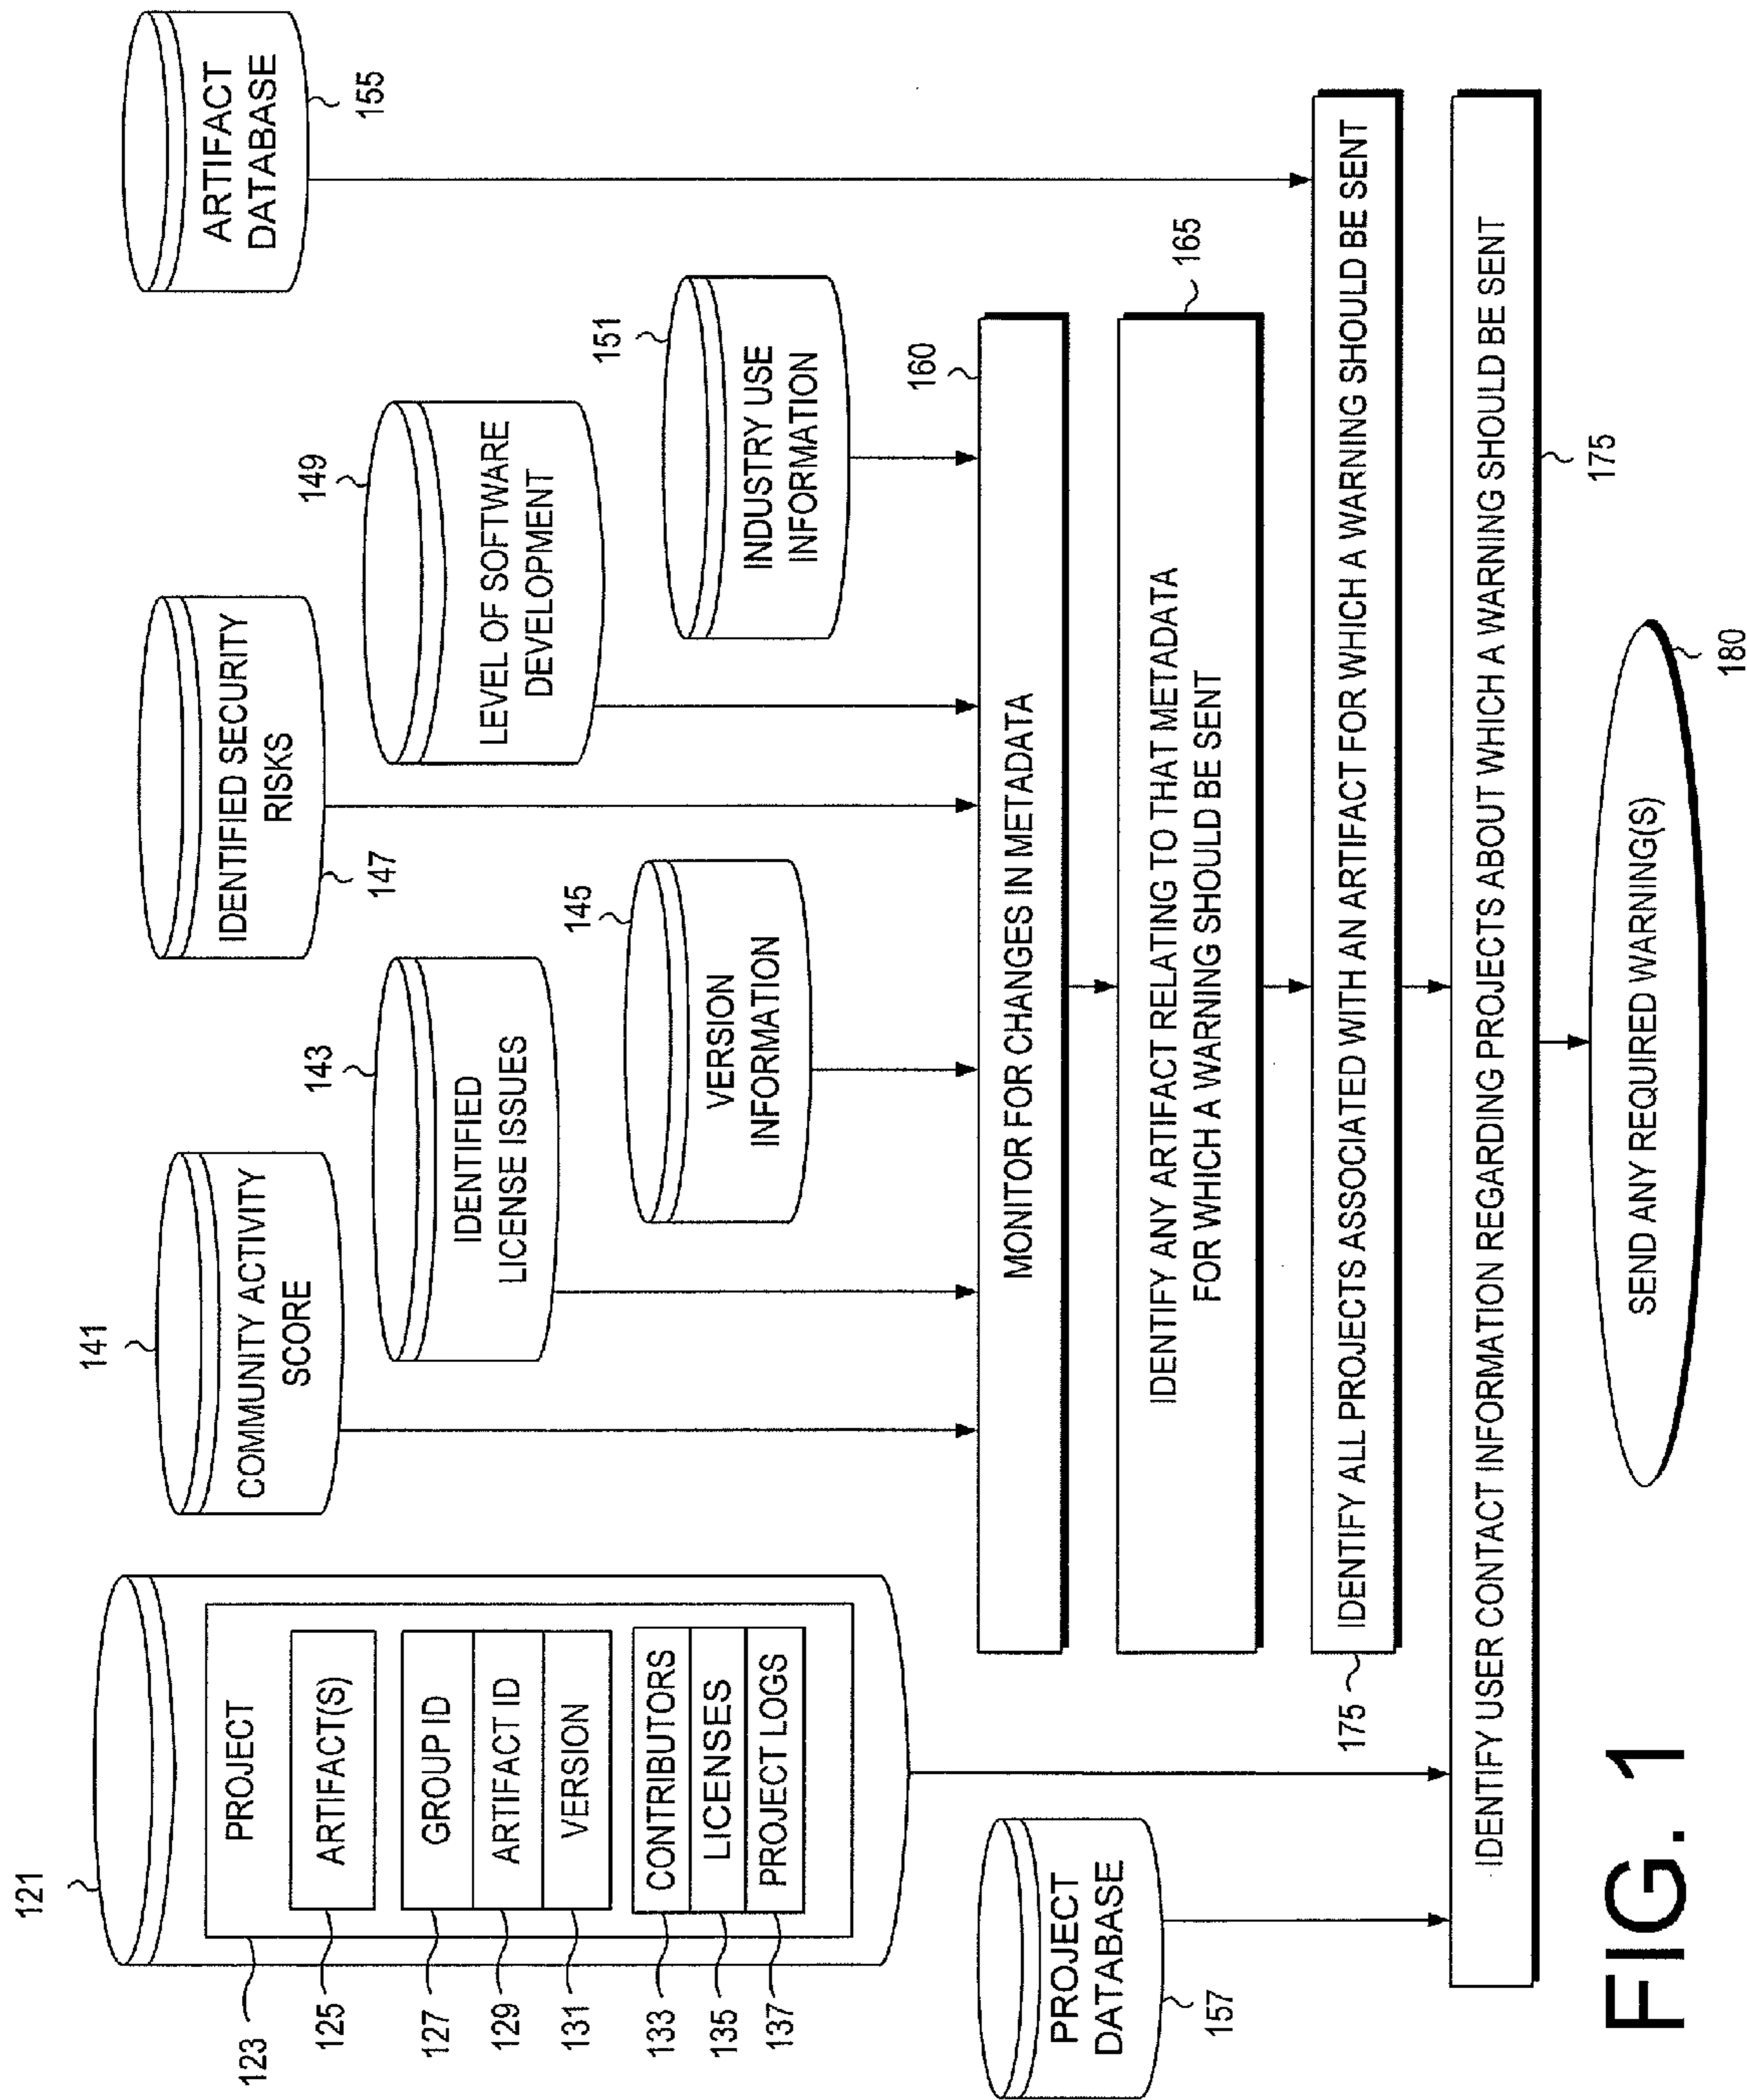 121
PROJECT
ARTIFACT(S)
GROUP ID
ARTIFACT ID
VERSION
CONTRIBUTORS
LICENSES
PROJECT LOGS
123
125
127
129
131
133
135
137
141
COMMUNITY ACTIVITY
SCORE
143
IDENTIFIED
LICENSE ISSUES
145
VERSION
INFORMATION
IDENTIFIED SECURITY
RISKS
147
149
LEVEL OF SOFTWARE
DEVELOPMENT
151
INDUSTRY USE
INFORMATION
ARTIFACT
DATABASE
155
PROJECT
DATABASE
157
160
MONITOR FOR CHANGES IN METADATA
165
IDENTIFY ANY ARTIFACT RELATING TO THAT METADATA
FOR WHICH A WARNING SHOULD BE SENT
175
IDENTIFY ALL PROJECTS ASSOCIATED WITH AN ARTIFACT FOR WHICH A WARNING SHOULD BE SENT
IDENTIFY USER CONTACT INFORMATION REGARDING PROJECTS ABOUT WHICH A WARNING SHOULD BE SENT
175
SEND ANY REQUIRED WARNING(S)
180
FIG. 1